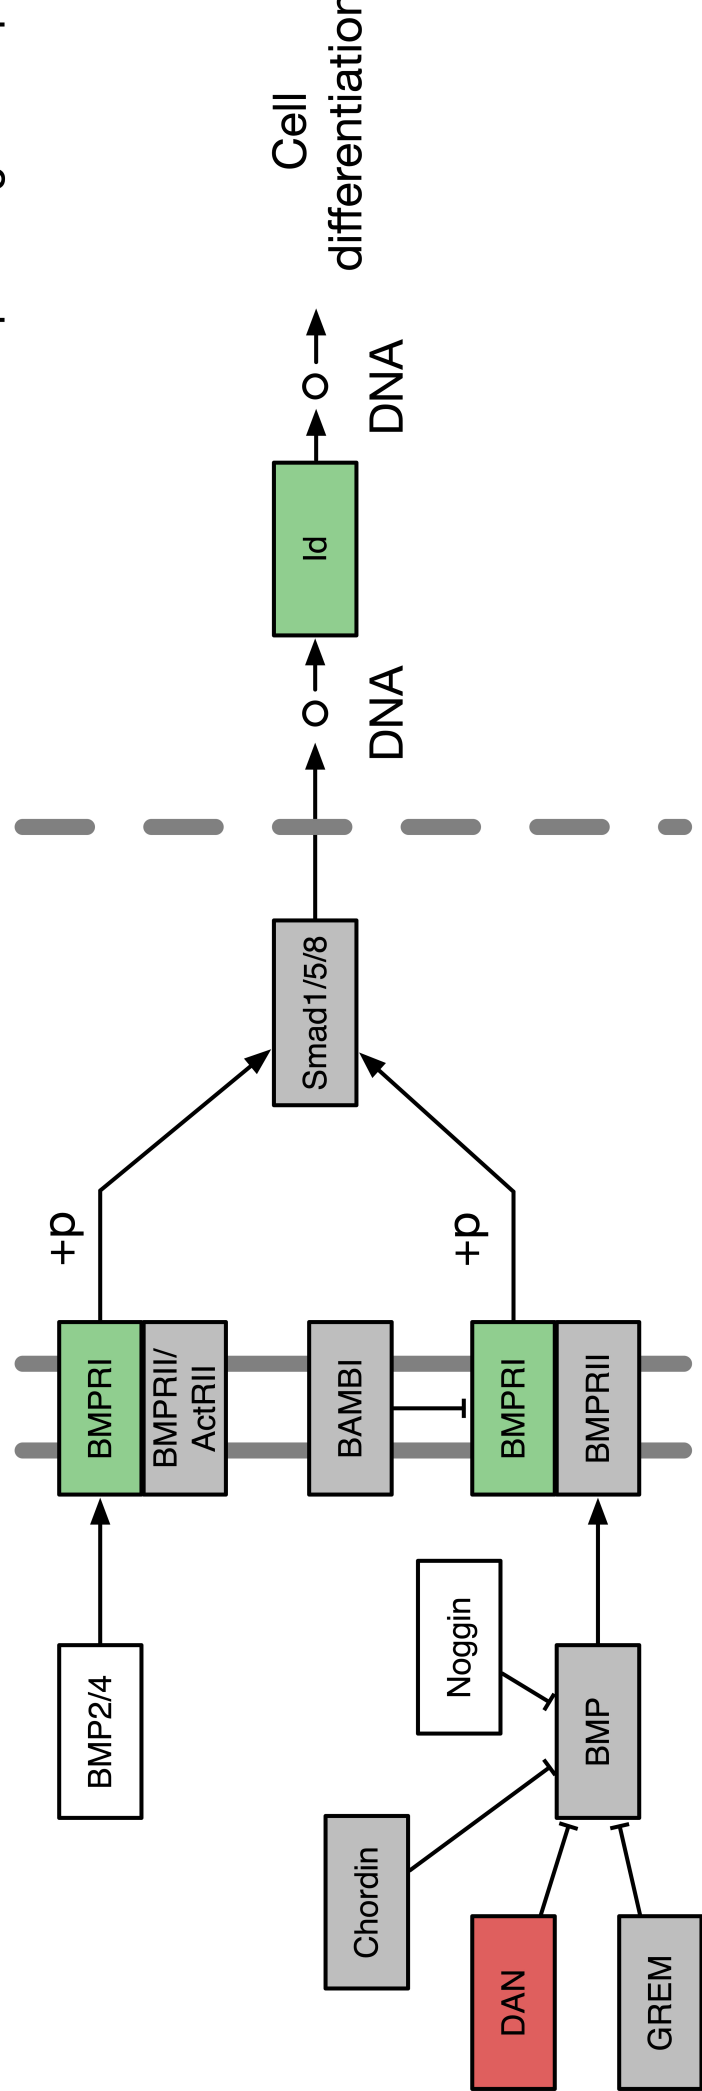 BMP2/4
BMPRI
BMPRII/
ActRII
+p
BAMBI
Chordin
Noggin
DAN
GREM
BMP
BMPRI
BMPRII
+p
Smad1/5/8
DNA
Id
DNA
Cell
differentiation